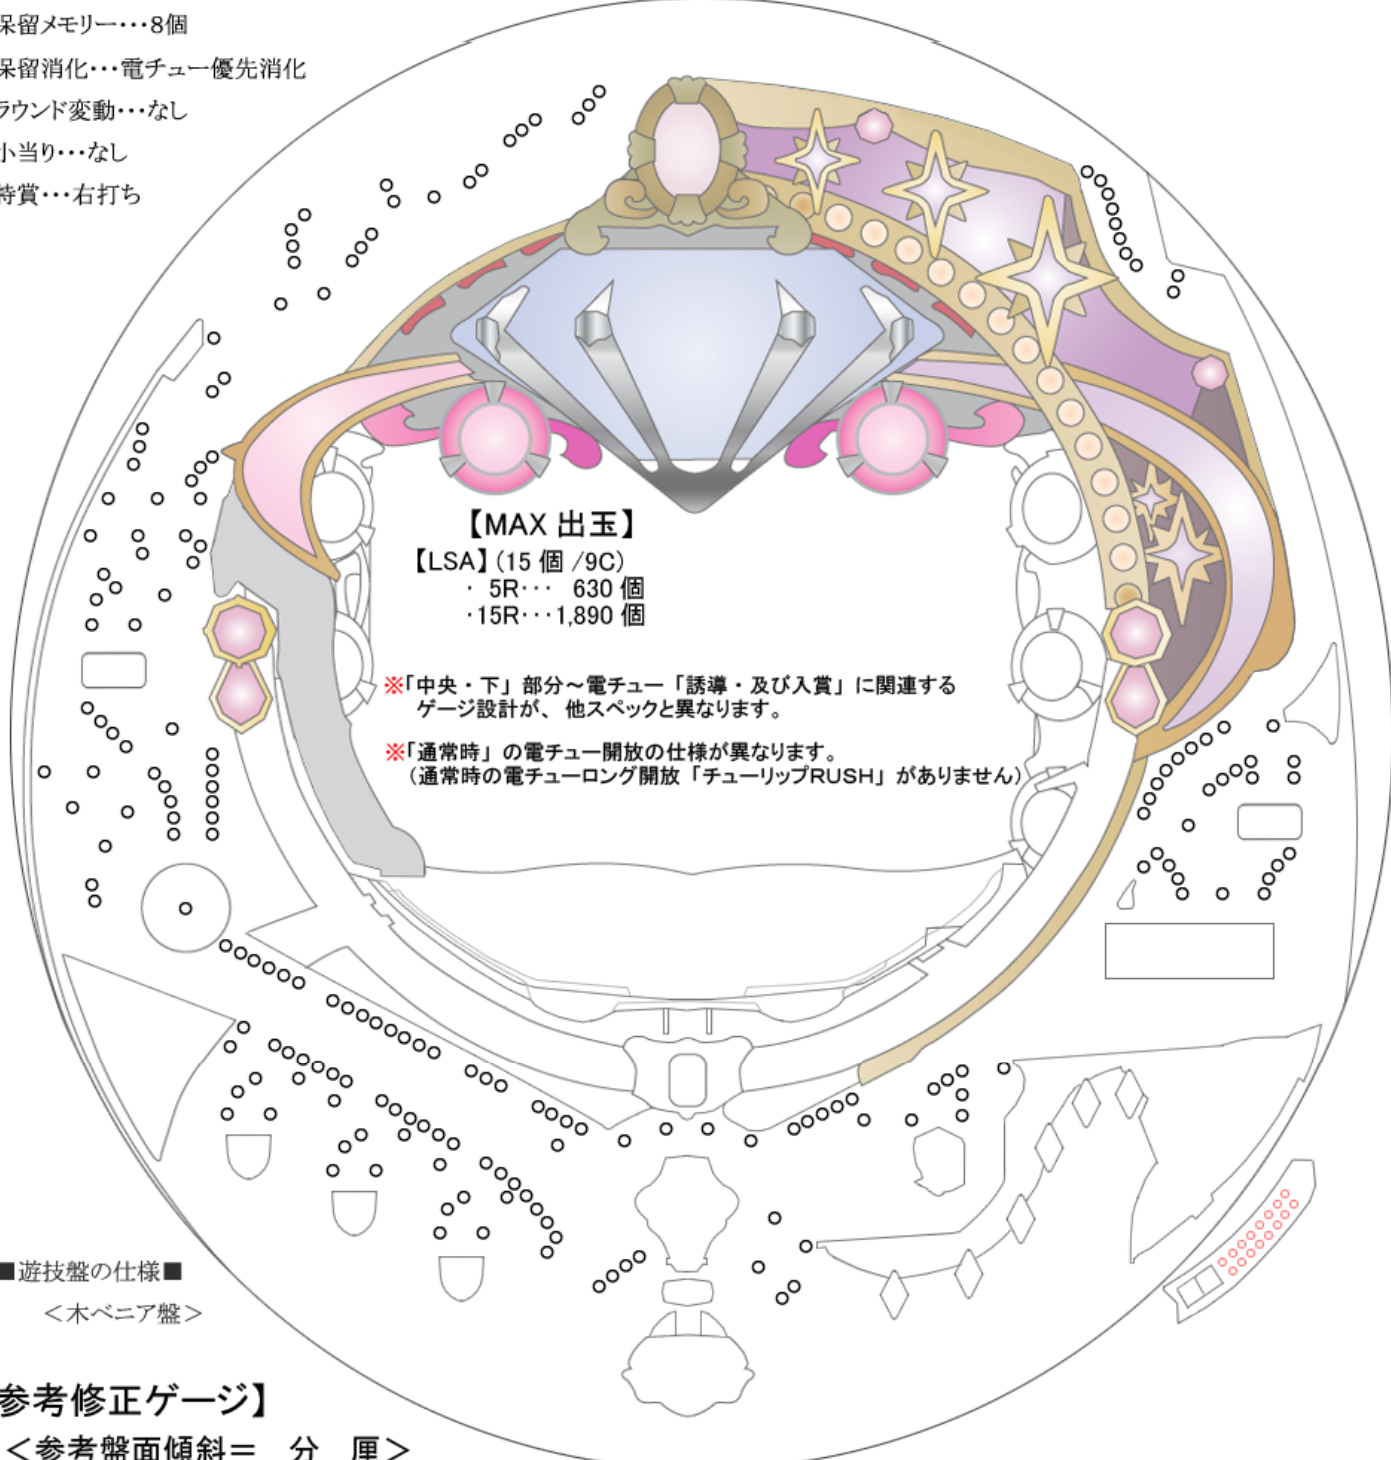 保留メモリー･･･8個
保留消化･･･電チュー優先消化
ラウンド変動･･･なし
小当り･･･なし
特賞･･･右打ち
【MAX 出玉】
【LSA】(15 個 /9C)
･ 5R･･･ 630 個
･15R･･･1,890 個
※「中央・下」部分～電チュー「誘導・及び入賞」に関連する
ゲージ設計が、他スペックと異なります。
※「通常時」の電チュー開放の仕様が異なります。
（通常時の電チューロング開放「チューリップRUSH」がありません）
■遊技盤の仕様■
＜木ベニア盤＞
参考修正ゲージ】
＜参考盤面傾斜＝　分　厘＞